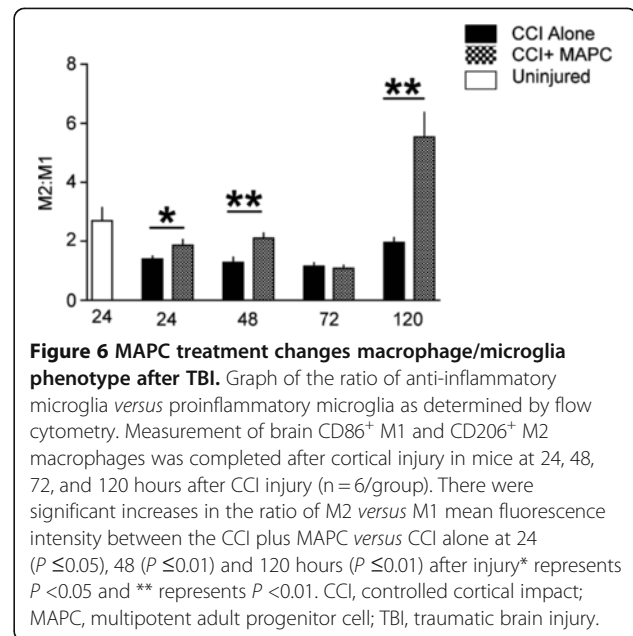 CCI Alone
CCI+ MAPC
Uninjured
8
6
4
2
0
M2:M1
*
**
**
24 24 48 72 120
Figure 6 MAPC treatment changes macrophage/microglia
phenotype after TBI. Graph of the ratio of anti-inflammatory
microglia versus proinflammatory microglia as determined by flow
cytometry. Measurement of brain CD86⁺ M1 and CD206⁺ M2
macrophages was completed after cortical injury in mice at 24, 48,
72, and 120 hours after CCI injury (n = 6/group). There were
significant increases in the ratio of M2 versus M1 mean fluorescence
intensity between the CCI plus MAPC versus CCI alone at 24
(P ≤0.05), 48 (P ≤0.01) and 120 hours (P ≤0.01) after injury* represents
P <0.05 and ** represents P <0.01. CCI, controlled cortical impact;
MAPC, multipotent adult progenitor cell; TBI, traumatic brain injury.